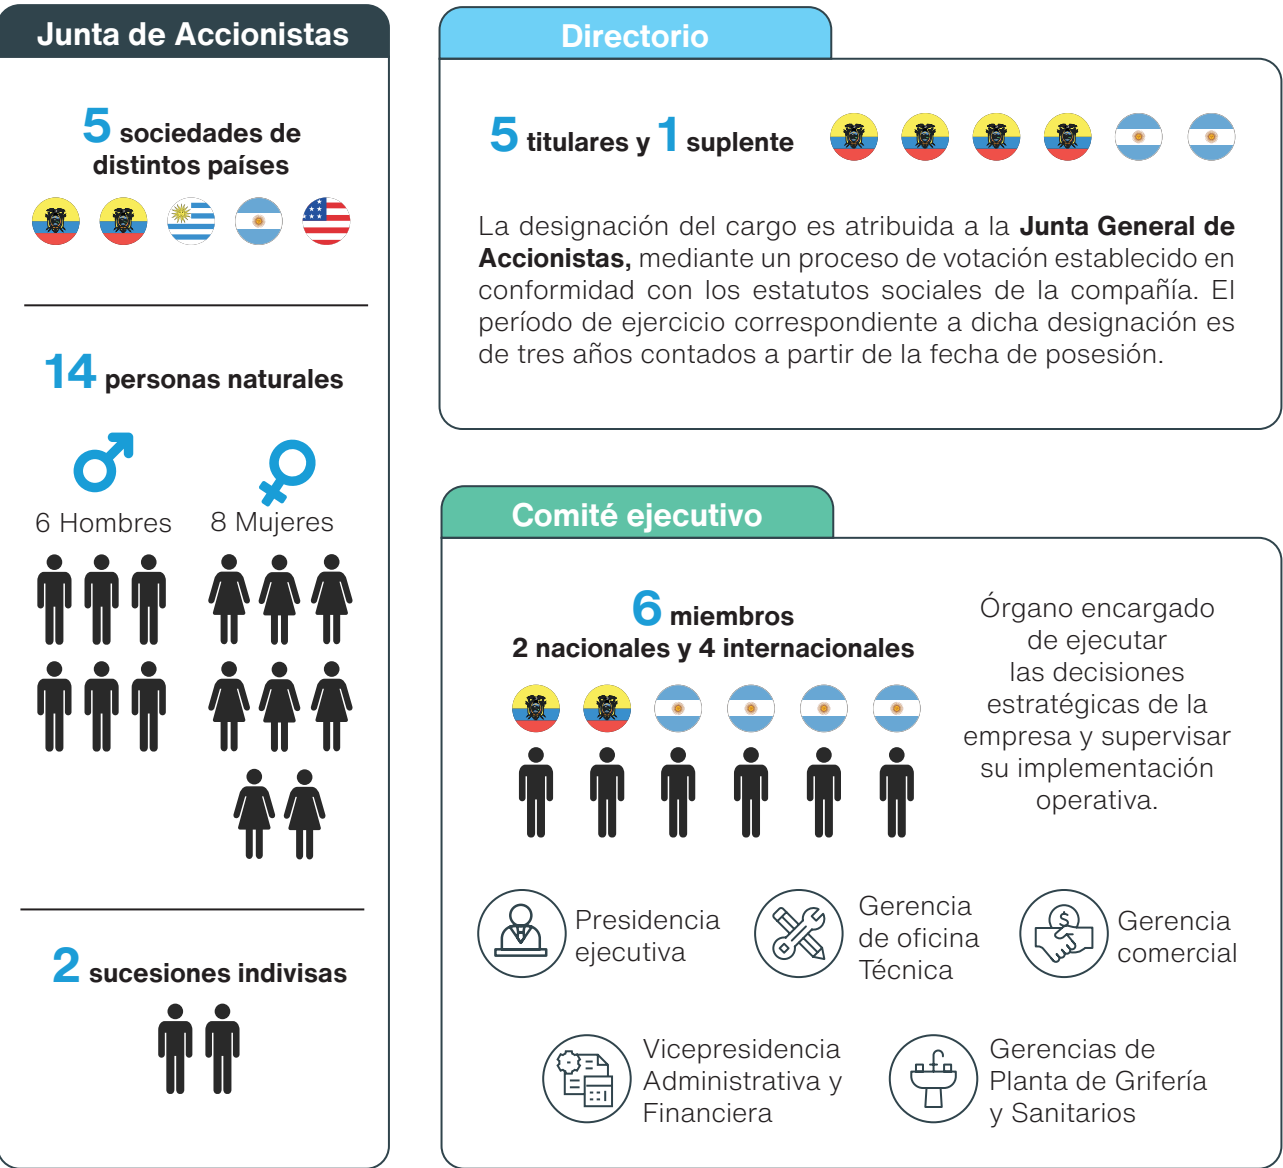 Junta de Accionistas
5 sociedades de
distintos países
14 personas naturales
6 Hombres
8 Mujeres
2 sucesiones indivisas
Directorio
5 titulares y 1 suplente
La designación del cargo es atribuida a la Junta General de
Accionistas, mediante un proceso de votación establecido en
conformidad con los estatutos sociales de la compañía. El
período de ejercicio correspondiente a dicha designación es
de tres años contados a partir de la fecha de posesión.
Comité ejecutivo
6 miembros
2 nacionales y 4 internacionales
Órgano encargado
de ejecutar
las decisiones
estratégicas de la
empresa y supervisar
su implementación
operativa.
Presidencia
ejecutiva
Gerencia
de oficina
Técnica
$
Gerencia
comercial
Vicepresidencia
Administrativa y
Financiera
Gerencias de
Planta de Grifería
y Sanitarios